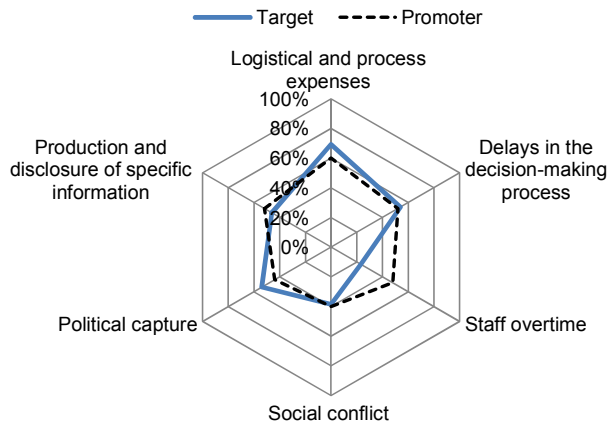 Target
Promoter
Logistical and process
expenses
100%
80%
60%
40%
20%
0%
Delays in the
decision-making
process
Staff overtime
Social conflict
Political capture
Production and
disclosure of specific
information